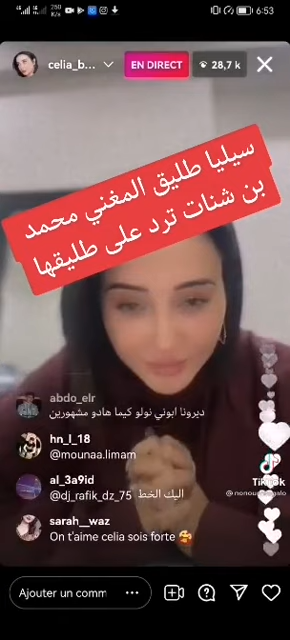 250
B/s
6:53
celia_b...
EN DIRECT
28,7 k
سيليا طليق المغني محمد
بن شنات ترد على طليقها
abdo_elr
ديرونا ابوني نولو كيما هادو مشهورين
hn_l_18
@mounaa.limam
al_3a9id
@dj_rafik_dz_75 اليك الخط
TikTok
sarah__waz
On t'aime celia sois forte 🥰
Ajouter un comm